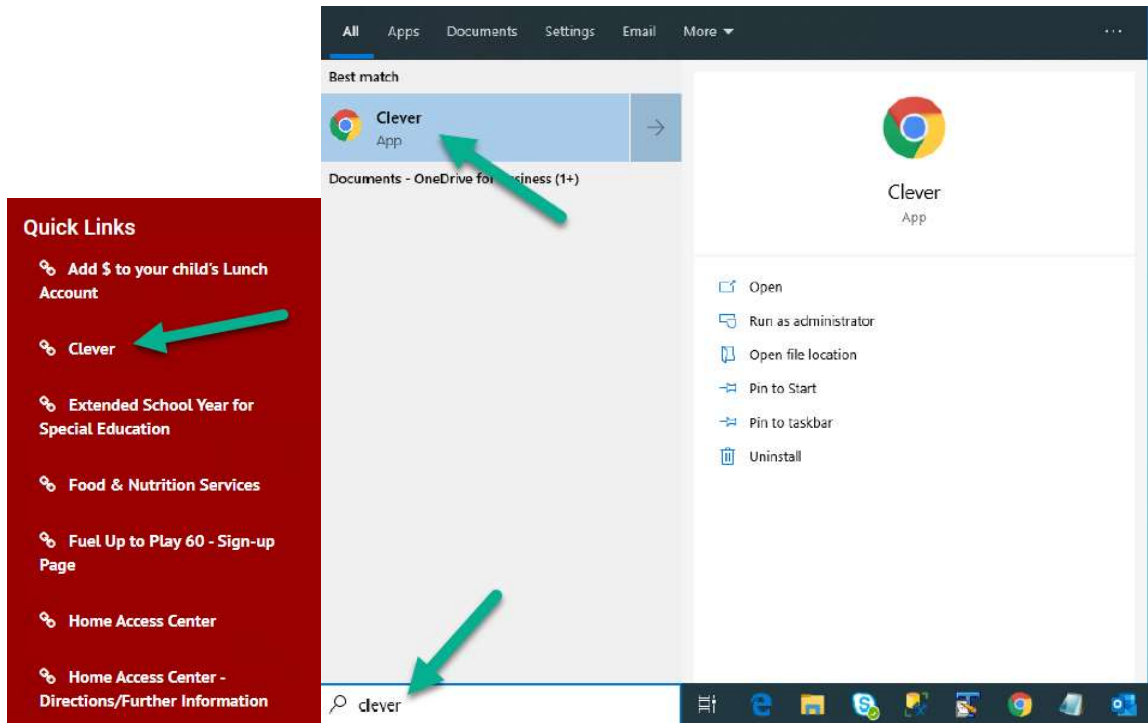 Quick Links
Add $ to your child's Lunch
Account
Clever
Extended School Year for
Special Education
Food & Nutrition Services
Fuel Up to Play 60 - Sign-up
Page
Home Access Center
Home Access Center -
Directions/Further Information
All Apps Documents Settings Email More
Best match
Clever
App
Documents - OneDrive for Business (1+)
clever
Clever
App
Open
Run as administrator
Open file location
Pin to Start
Pin to taskbar
Uninstall